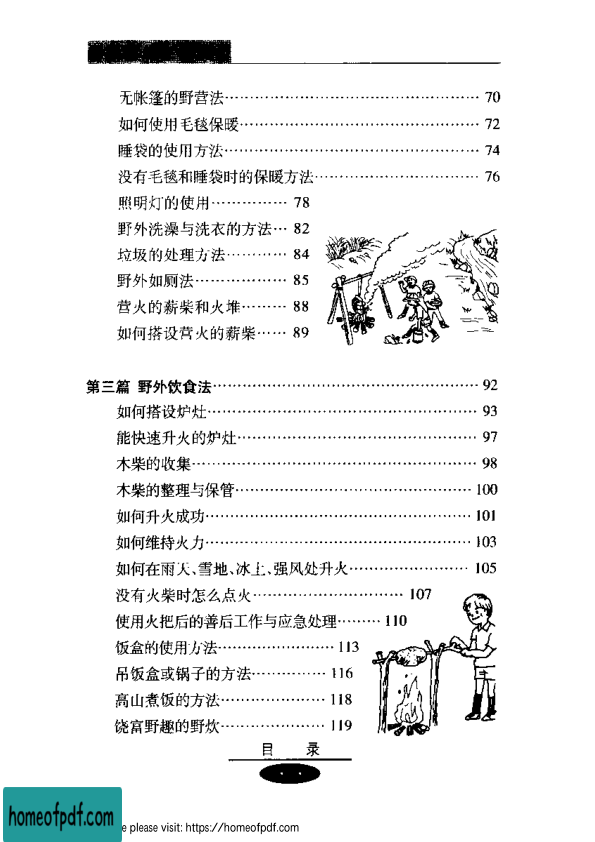 无帐篷的野营法…………………………………………… 70
如何使用毛毯保暖………………………………………… 72
睡袋的使用方法…………………………………………… 74
没有毛毯和睡袋时的保暖方法…………………………… 76
照明灯的使用…………… 78
野外洗澡与洗衣的方法… 82
垃圾的处理方法………… 84
野外如厕法……………… 85
营火的薪柴和火堆……… 88
如何搭设营火的薪柴…… 89
第三篇 野外饮食法……………………………………………… 92
如何搭设炉灶……………………………………………… 93
能快速升火的炉灶………………………………………… 97
木柴的收集………………………………………………… 98
木柴的整理与保管………………………………………… 100
如何升火成功……………………………………………… 101
如何维持火力……………………………………………… 103
如何在雨天、雪地、冰上、强风处升火…………………… 105
没有火柴时怎么点火………………………… 107
使用火把后的善后工作与应急处理……… 110
饭盒的使用方法…………………… 113
吊饭盒或锅子的方法…………… 116
高山煮饭的方法………………… 118
饶富野趣的野炊………………… 119
目 录
homeofpdf.com
e please visit: https://homeofpdf.com